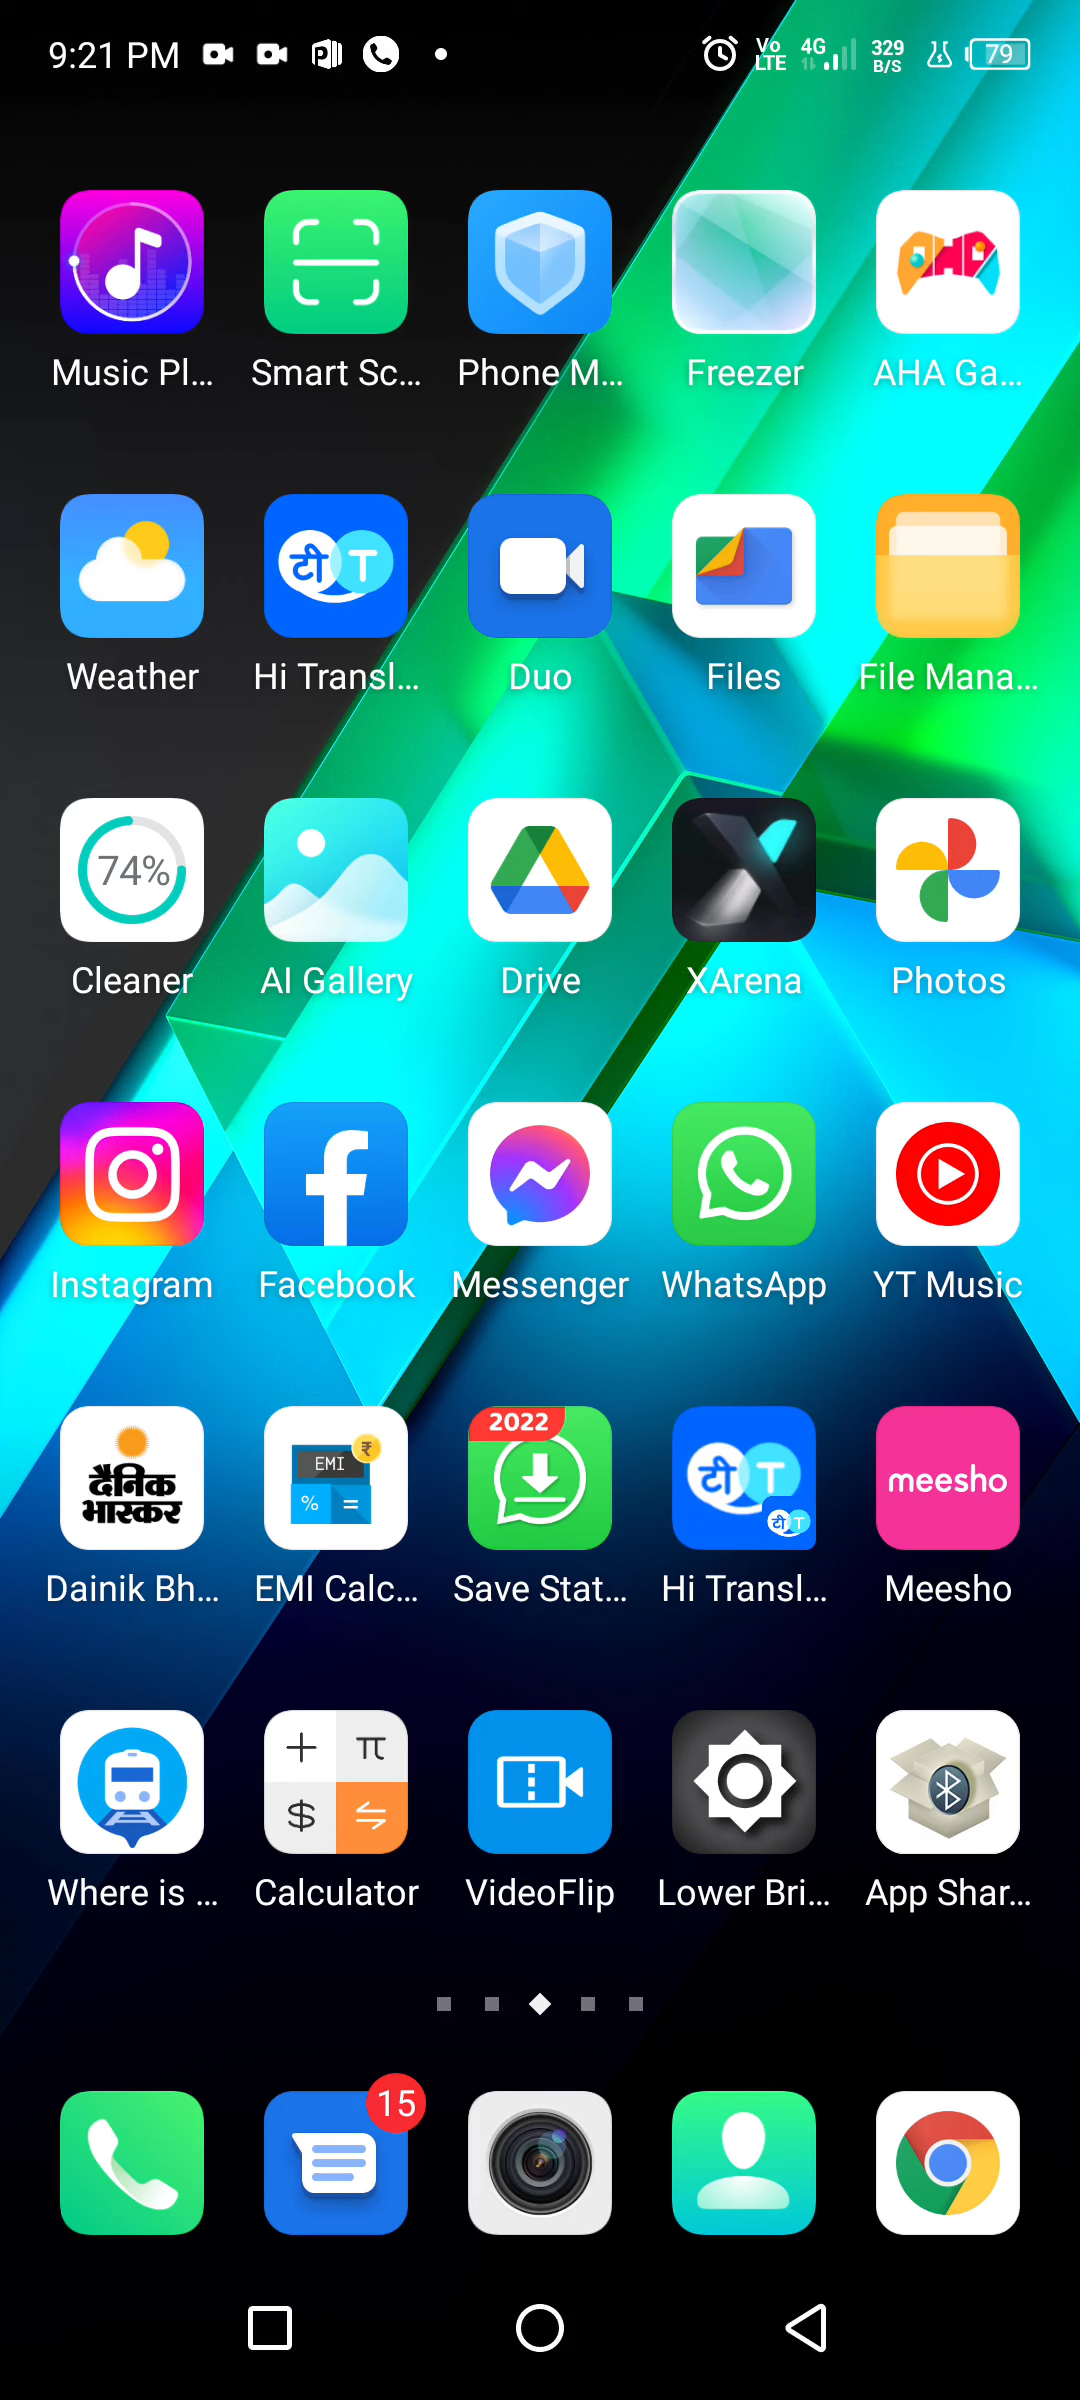 9:21 PM Vo LTE 4G 329 B/S 79
Music Pl... Smart Sc... Phone M... Freezer AHA Ga...
टी T
Weather Hi Transl... Duo Files File Mana...
74%
Cleaner AI Gallery Drive XArena Photos
Instagram Facebook Messenger WhatsApp YT Music
2022
दैनिक
भास्कर
EMI ₹
% =
टी T
टी T
meesho
Dainik Bh... EMI Calc... Save Stat... Hi Transl... Meesho
+ π
$
Where is ... Calculator VideoFlip Lower Bri... App Shar...
15